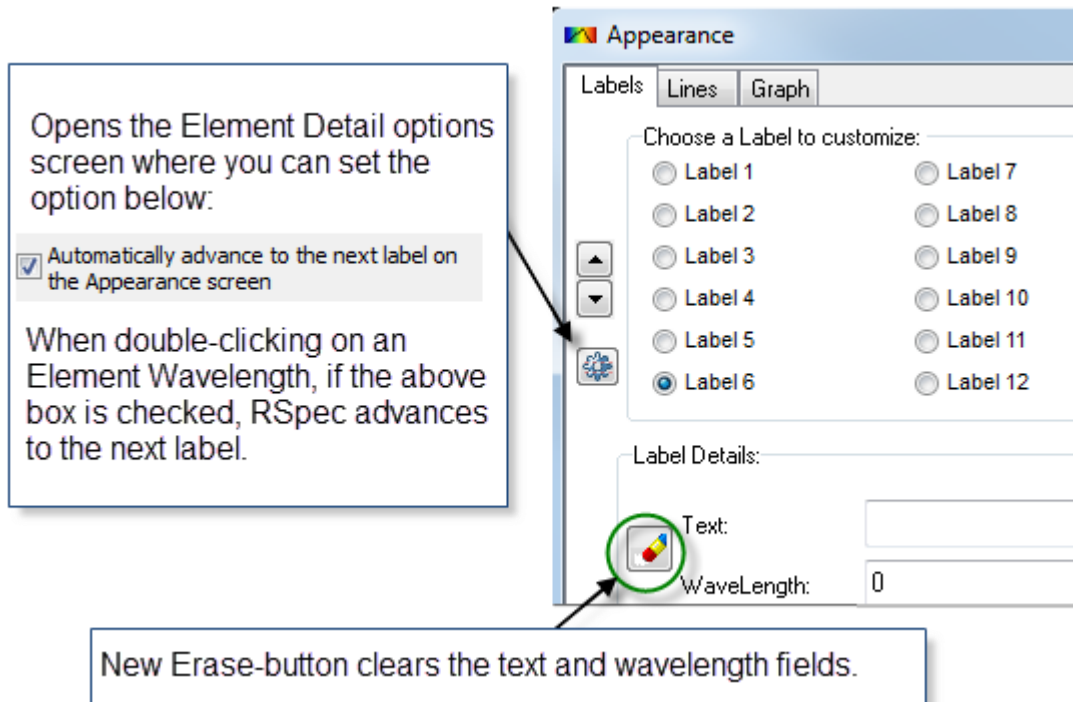 Appearance
Labels Lines Graph
Opens the Element Detail options
screen where you can set the
option below:
Automatically advance to the next label on
the Appearance screen
When double-clicking on an
Element Wavelength, if the above
box is checked, RSpec advances
to the next label.
Choose a Label to customize:
Label 1 Label 7
Label 2 Label 8
Label 3 Label 9
Label 4 Label 10
Label 5 Label 11
Label 6 Label 12
Label Details:
Text:
WaveLength: 0
New Erase-button clears the text and wavelength fields.